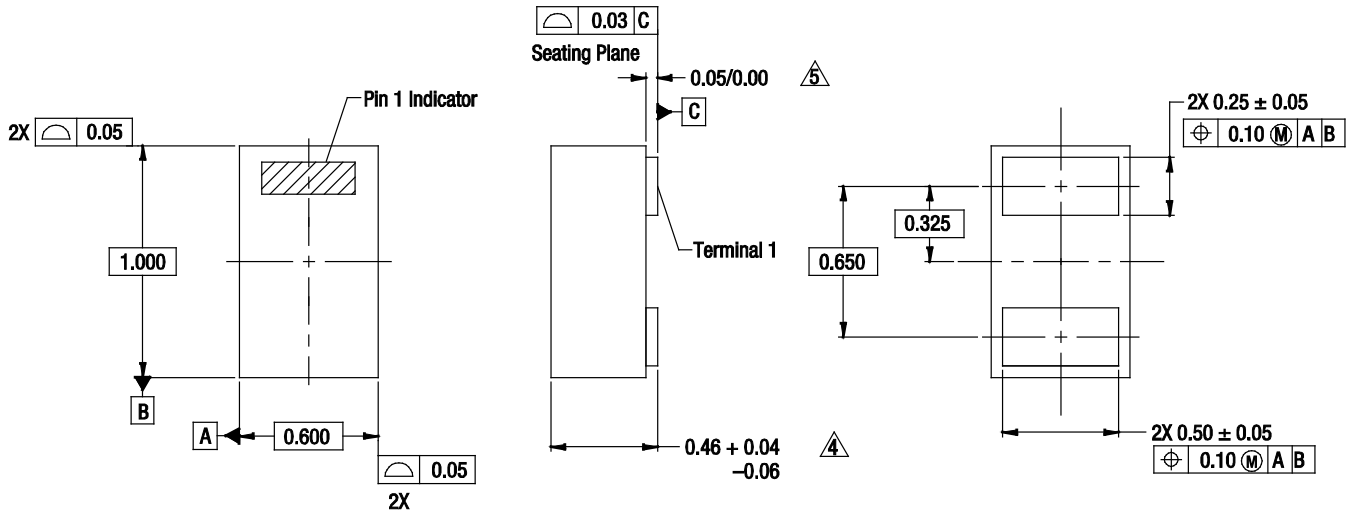 2X 0.05
Pin 1 Indicator
1.000
B
A
0.600
0.05
2X
0.03 C
Seating Plane
0.05/0.00 5
C
Terminal 1
0.46 + 0.04 4
–0.06
2X 0.25 ± 0.05
0.10 Ⓜ A B
0.325
0.650
2X 0.50 ± 0.05
0.10 Ⓜ A B